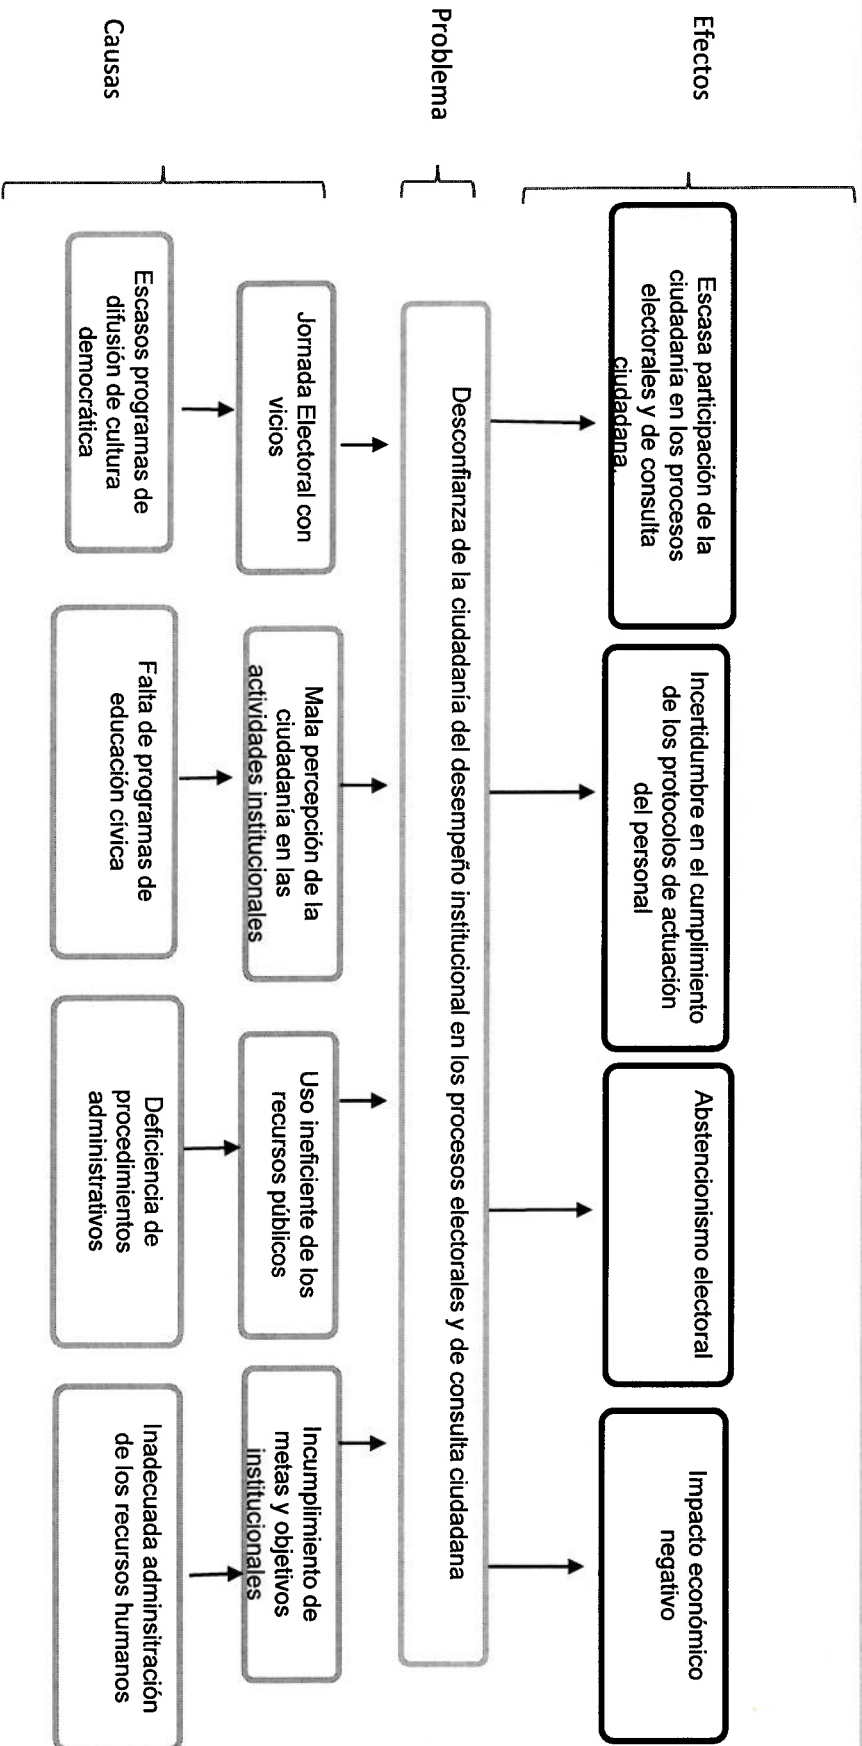 Efectos
Escasa participación de la
ciudadanía en los procesos
electorales y de consulta
ciudadana.
Incertidumbre en el cumplimiento
de los protocolos de actuación
del personal
Abstencionismo electoral
Impacto económico
negativo
Problema
Desconfianza de la ciudadanía del desempeño institucional en los procesos electorales y de consulta ciudadana
Causas
Jornada Electoral con
vicios
Mala percepción de la
ciudadanía en las
actividades institucionales
Uso ineficiente de los
recursos públicos
Incumplimiento de
metas y objetivos
institucionales
Escasos programas de
difusión de cultura
democrática
Falta de programas de
educación cívica
Deficiencia de
procedimientos
administrativos
Inadecuada adminsitración
de los recursos humanos